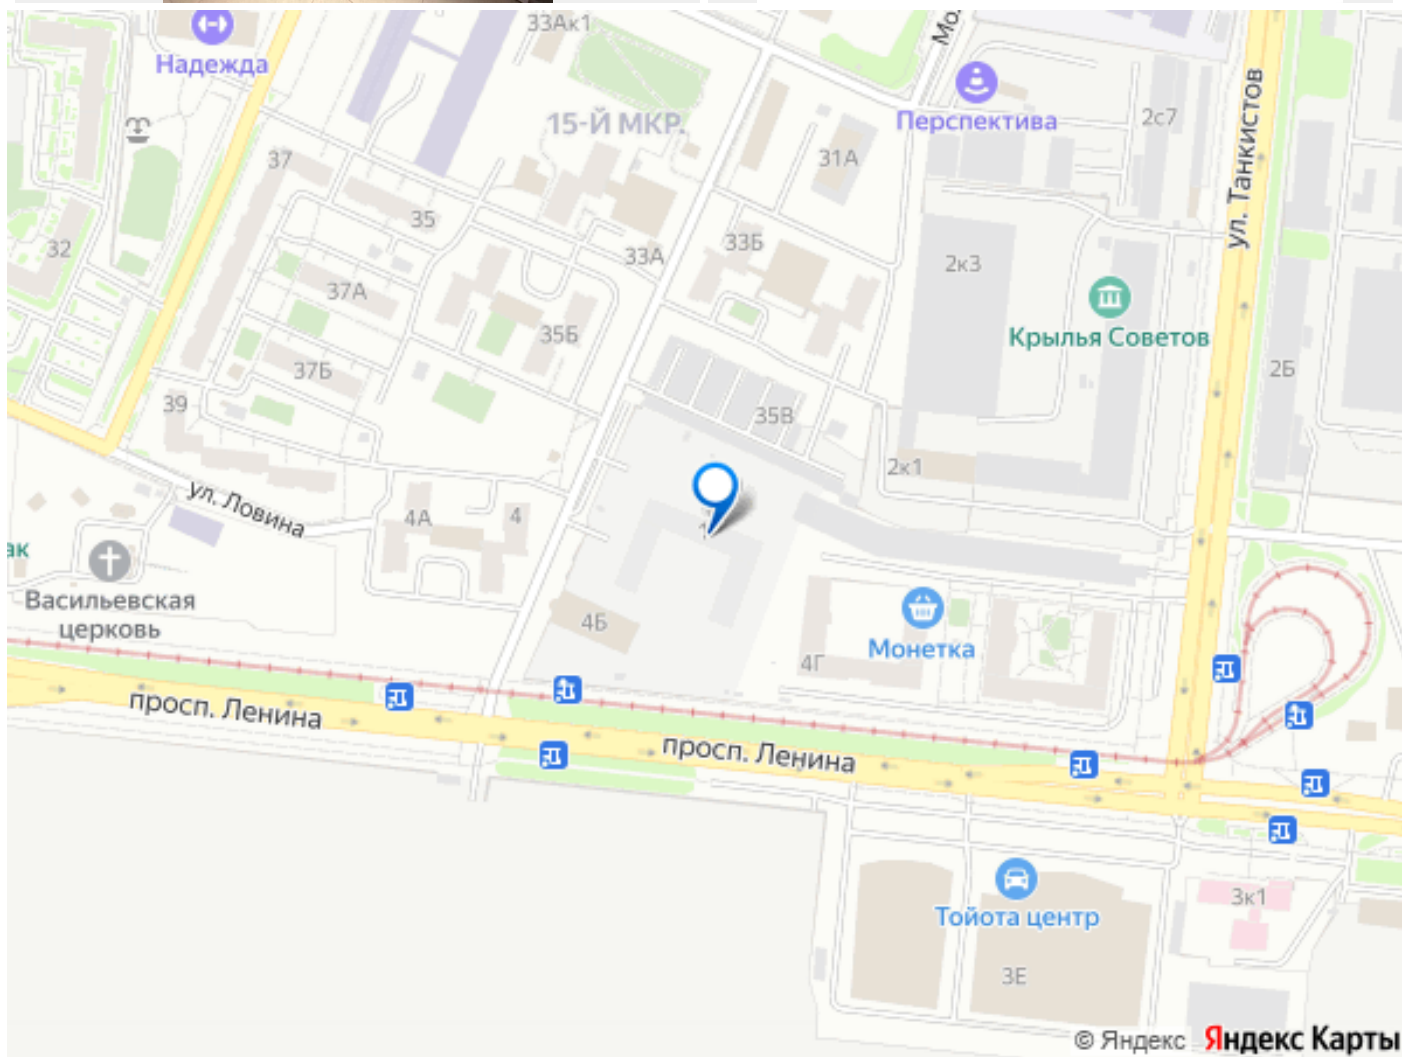 33Ак1
Надежда
15-Й МКР.
Перспектива
2с7
ул. Танкистов
31А
37
35
32
33А
33Б
2к3
37А
Крылья Советов
35Б
2Б
37Б
39
35В
2к1
ул. Ловина
4А
4
ак
Васильевская
церковь
4Б
Монетка
4Г
просп. Ленина
просп. Ленина
Тойота центр
3к1
3Е
© Яндекс Яндекс Карты